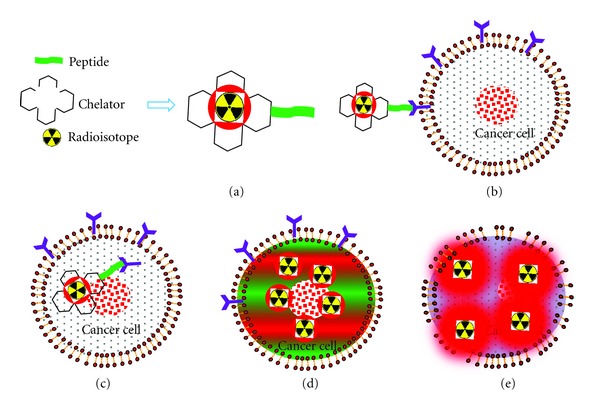 Peptide
Chelator
Radioisotope
(a)
Cancer cell
(b)
Cancer cell
(c)
Cancer cell
(d)
(e)